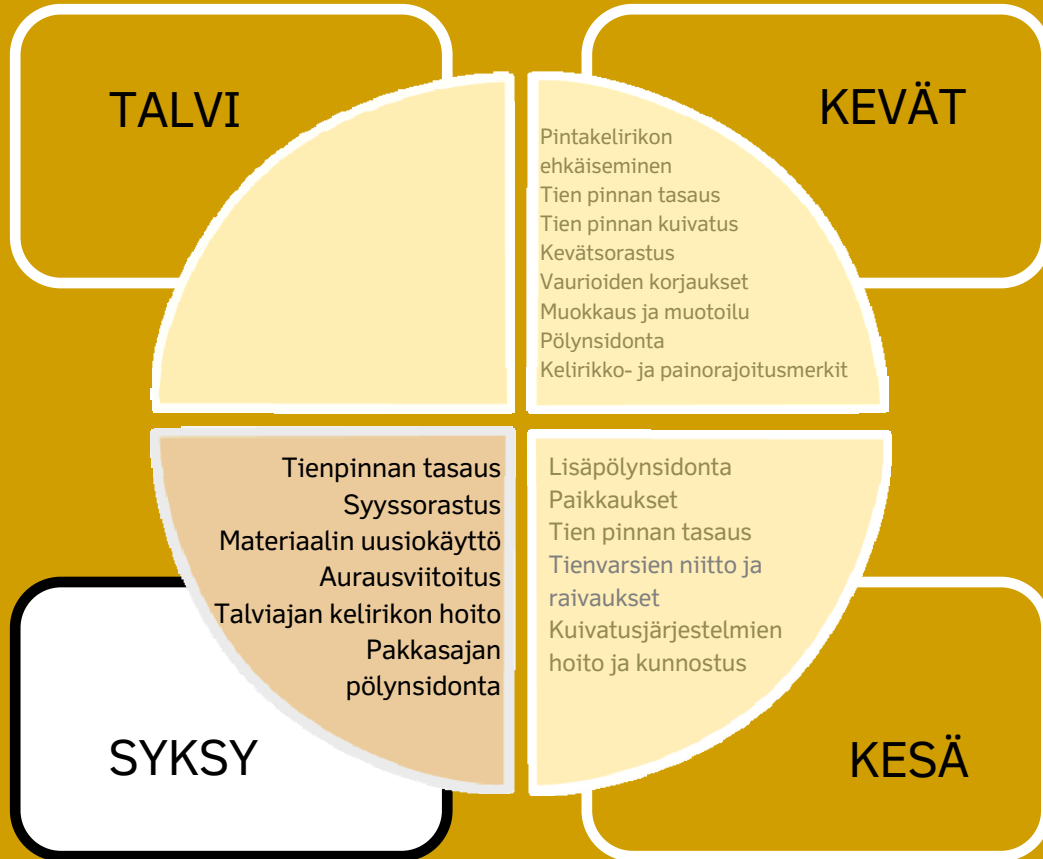 TALVI
KEVÄT
Pintakelirikon
ehkäiseminen
Tien pinnan tasaus
Tien pinnan kuivatus
Kevätsorastus
Vaurioiden korjaukset
Muokkaus ja muotoilu
Pölynsidonta
Kelirikko- ja painorajoitusmerkit
Tienpinnan tasaus
Syyssorastus
Materiaalin uusiokäyttö
Aurausviitoitus
Talviajan kelirikon hoito
Pakkasajan
pölynsidonta
SYKSY
Lisäpölynsidonta
Paikkaukset
Tien pinnan tasaus
Tienvarsien niitto ja
raivaukset
Kuivatusjärjestelmien
hoito ja kunnostus
KESÄ